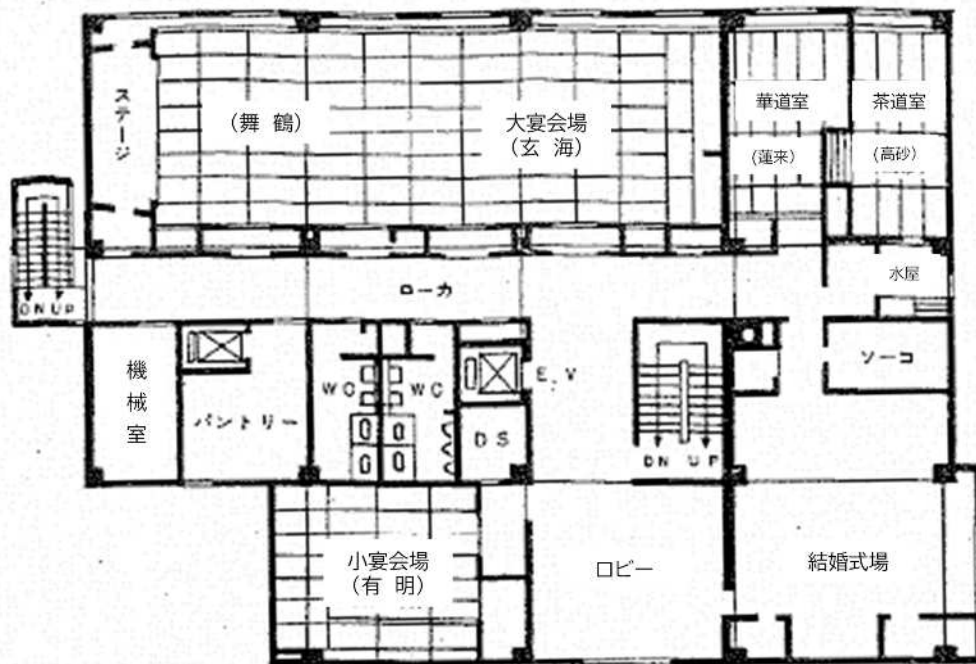 ステージ
(舞 鶴)
大宴会場
(玄 海)
華道室
(蓮来)
茶道室
(高砂)
水屋
ローカ
DN UP
機械室
パントリー
WC
WC
E.V
DS
DN UP
ソーコ
小宴会場
(有 明)
ロビー
結婚式場